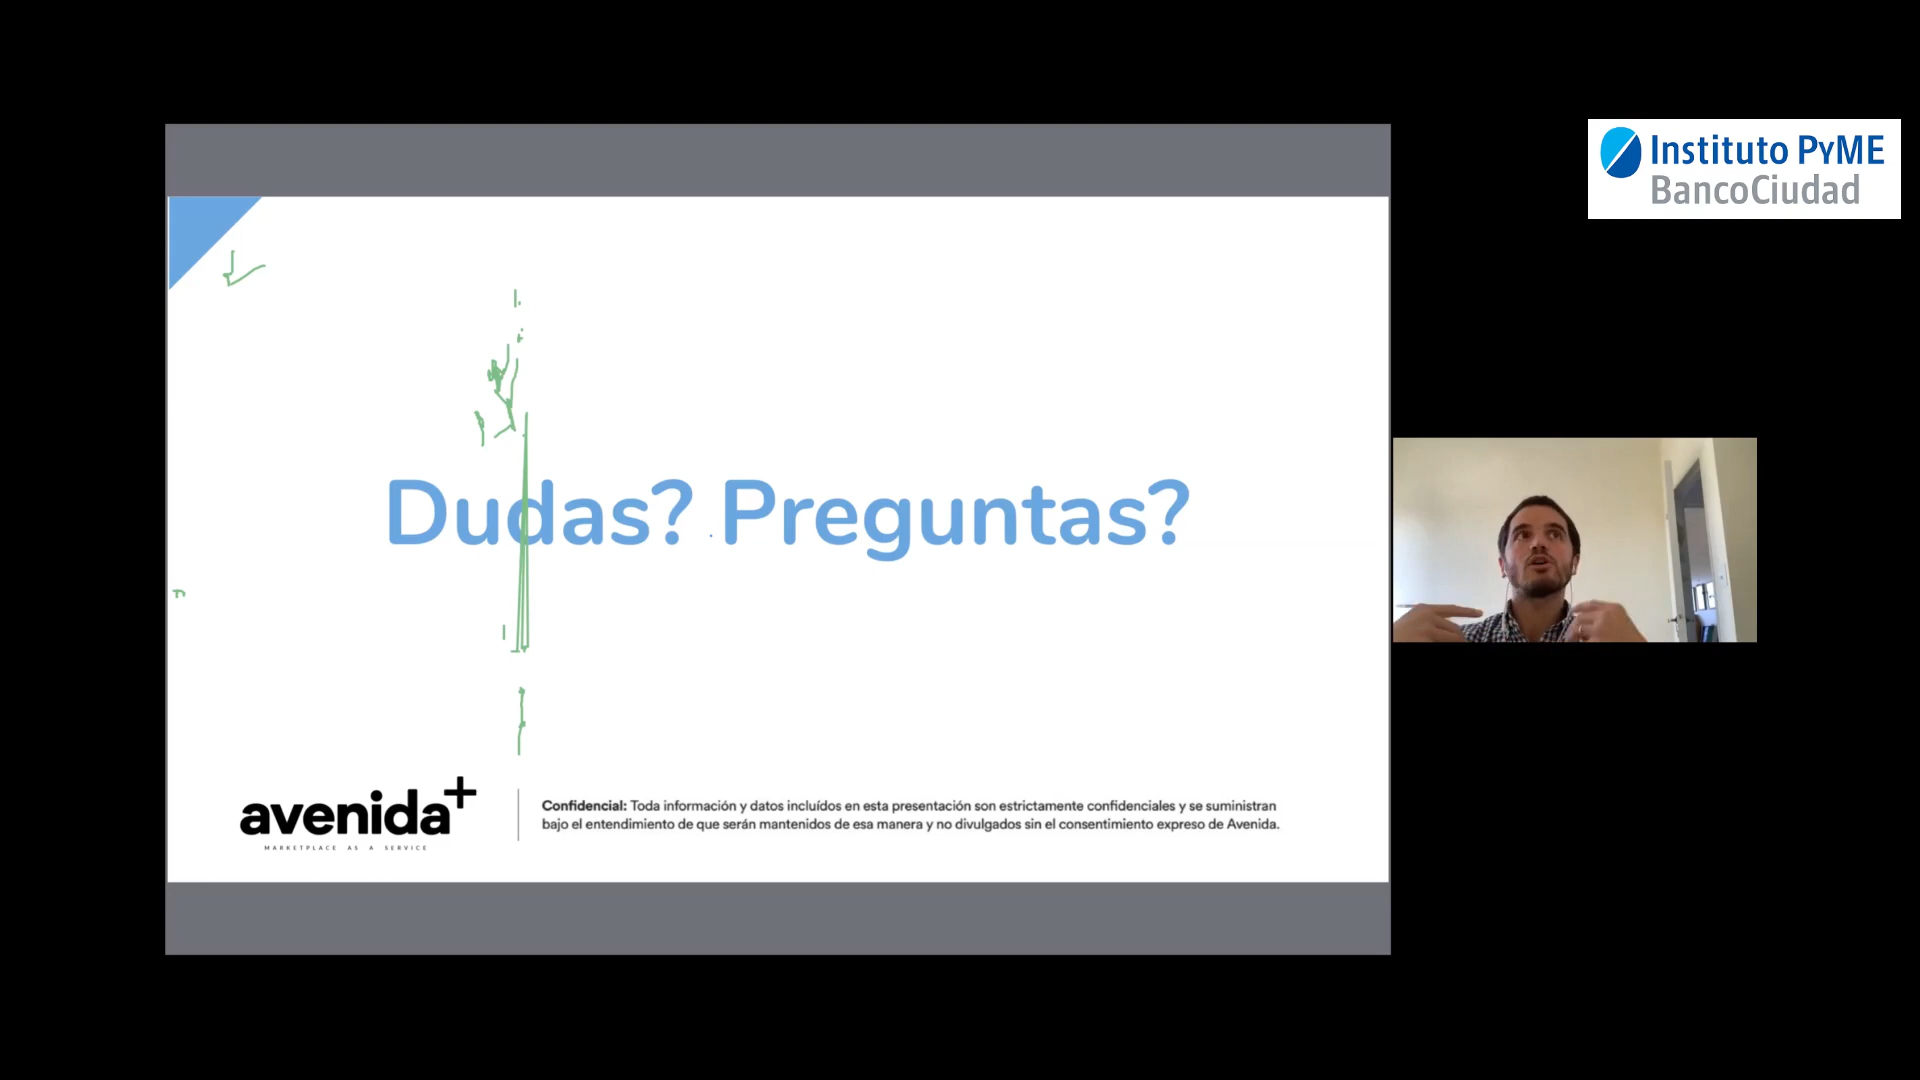 Instituto PyME
BancoCiudad
Dudas? Preguntas?
avenida+
MARKETPLACE AS A SERVICE
Confidencial: Toda información y datos incluídos en esta presentación son estrictamente confidenciales y se suministran
bajo el entendimiento de que serán mantenidos de esa manera y no divulgados sin el consentimiento expreso de Avenida.